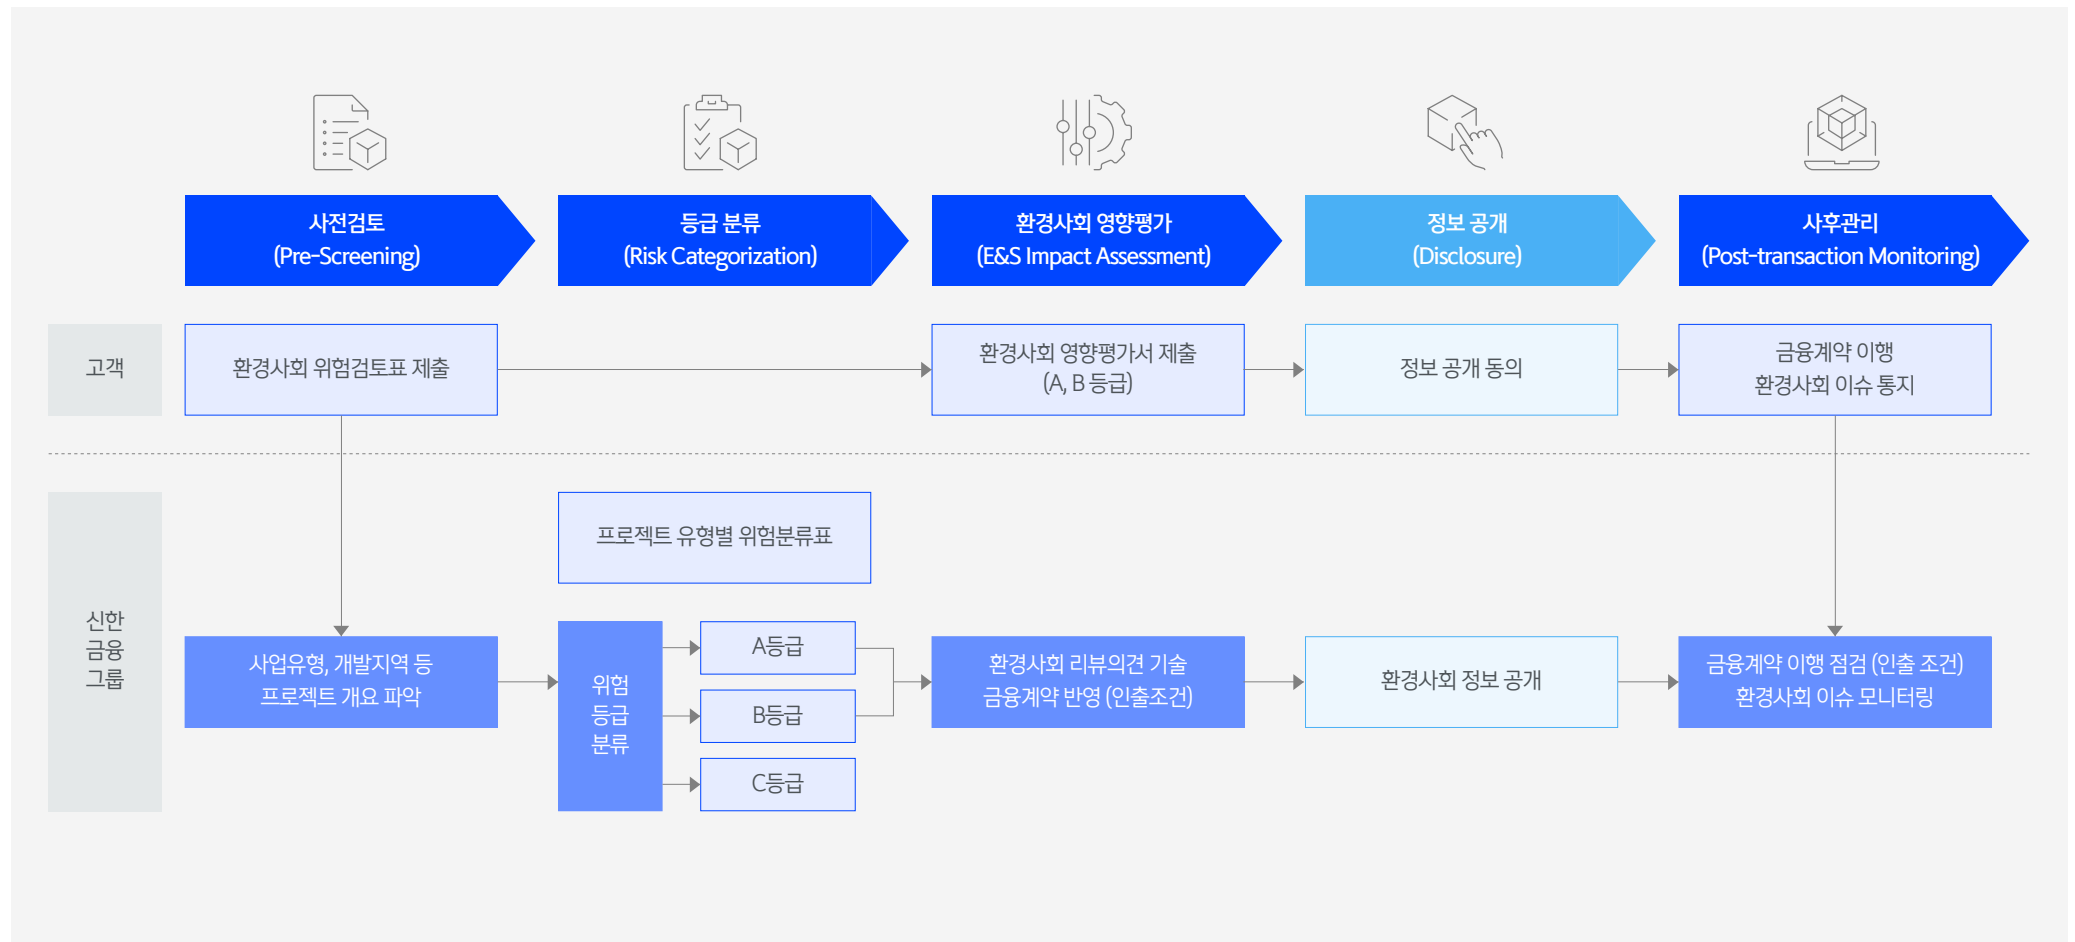 사전검토
(Pre-Screening)
등급 분류
(Risk Categorization)
환경사회 영향평가
(E&S Impact Assessment)
정보 공개
(Disclosure)
사후관리
(Post-transaction Monitoring)
고객
환경사회 위험검토표 제출
환경사회 영향평가서 제출
(A, B 등급)
정보 공개 동의
금융계약 이행
환경사회 이슈 통지
신한
금융
그룹
프로젝트 유형별 위험분류표
사업유형, 개발지역 등
프로젝트 개요 파악
위험
등급
분류
A등급
B등급
C등급
환경사회 리뷰의견 기술
금융계약 반영 (인출조건)
환경사회 정보 공개
금융계약 이행 점검 (인출 조건)
환경사회 이슈 모니터링